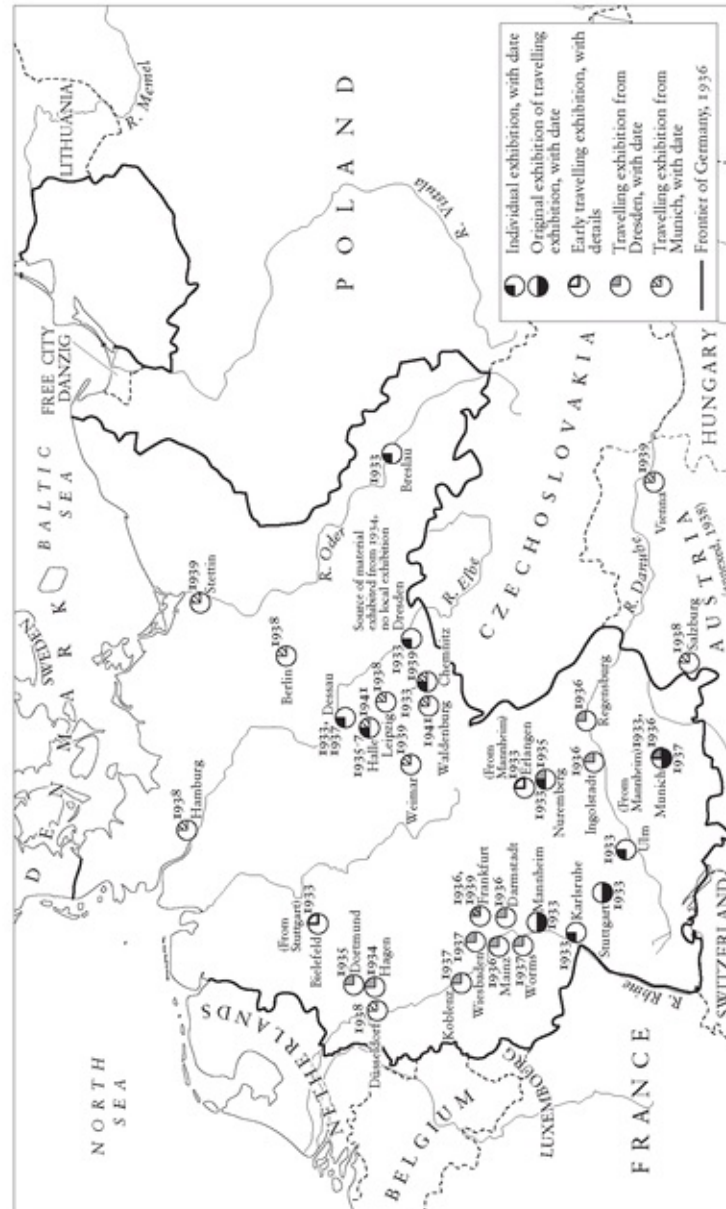 NORTH
SEA
DENMARK
SWEDEN
BALTIC
SEA
FREE CITY
DANZIG
LITHUANIA
R. Memel
NETHERLANDS
BELGIUM
LUXEMBOURG
FRANCE
SWITZERLAND
POLAND
CZECHOSLOVAKIA
AUSTRIA
(annexed, 1938)
HUNGARY
R. Vistula
R. Oder
R. Elbe
R. Danube
R. Rhine
1938
Hamburg
1939
Stettin
1938
Berlin
(From
Stuttgart)
1933
Bielefeld
1935
Dortmund
1934
Hagen
1938
Düsseldorf
1933,
1937
Dessau
1935-7
1941
Halle
1938
Leipzig
1933
1939
Weimar
1941
Waldenburg
Chemnitz
1933
1939
Source of material
exhibited from 1934,
no local exhibition
Dresden
1933
Breslau
1937
Koblenz
1937
Wiesbaden
1936,
1939
Frankfurt
1936
Darmstadt
1936
Mainz
1937
Worms
Mannheim
1933
1933
Karlsruhe
Stuttgart
1933
(From Mannheim)
1933
Erlangen
1933
1935
Nuremberg
1936
Ingolstadt
1936
Regensburg
1933
Ulm
(From
Mannheim) 1933,
1936
Munich
1937
1938
Salzburg
1939
Vienna
Individual exhibition, with date
Original exhibition of travelling
exhibition, with date
Early travelling exhibition, with
details
Travelling exhibition from
Dresden, with date
Travelling exhibition from
Munich, with date
Frontier of Germany, 1936